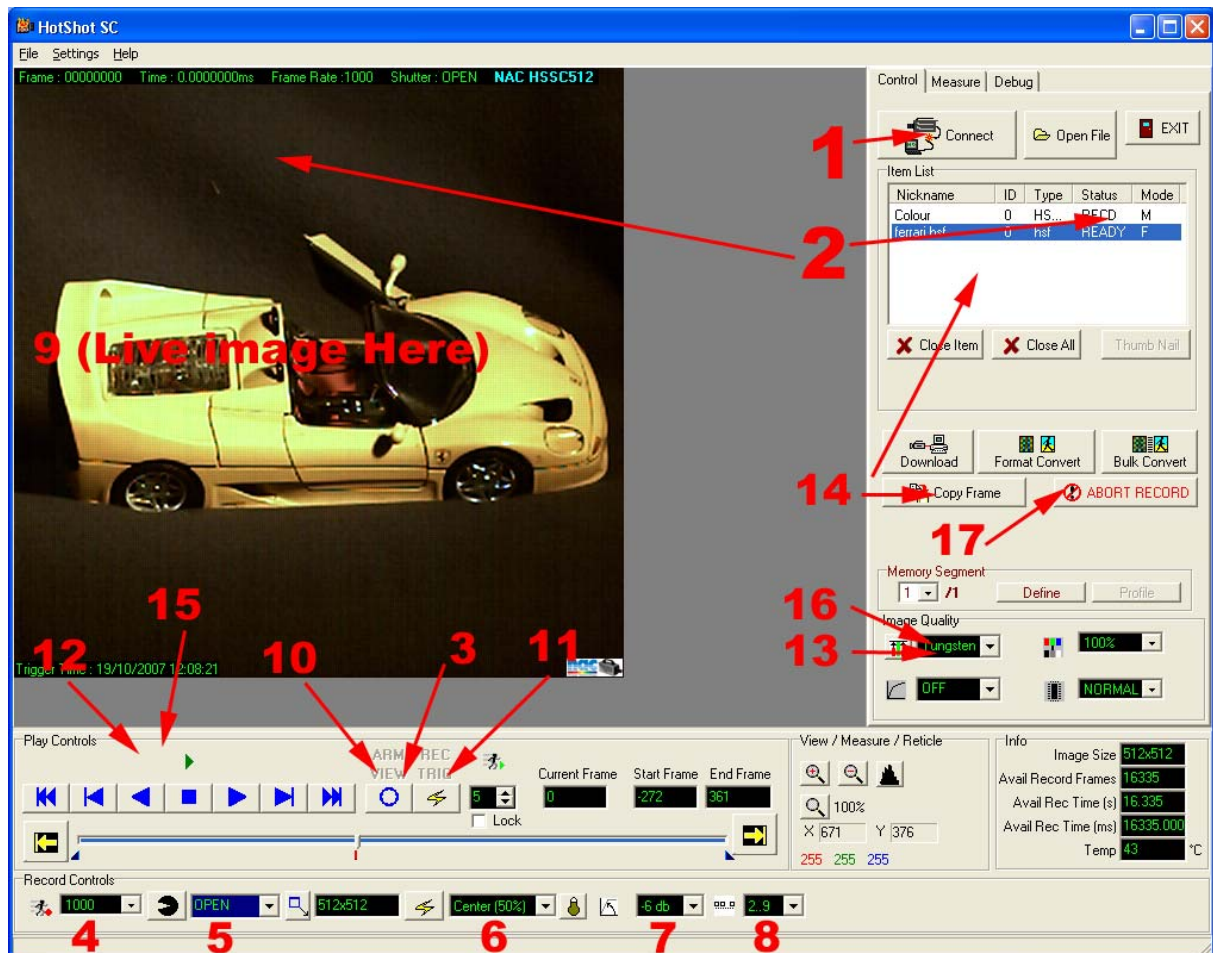 HotShot SC
File Settings Help
Frame : 00000000 Time : 0.0000000ms Frame Rate :1000 Shutter : OPEN NAC HSSC512
Control Measure Debug
1
Connect
Open File
EXIT
Item List
Nickname ID Type Status Mode
Colour 0 HS... RECD M
ferrari.hsf 0 hsf READY F
2
9 (Live image Here)
Close Item
Close All
Thumb Nail
Download
Format Convert
Bulk Convert
14
Copy Frame
ABORT RECORD
17
Memory Segment
1 /1
Define
Profile
Image Quality
16
13
Tungsten
100%
OFF
NORMAL
15
12
10
3
11
Trigger Time : 19/10/2007 12:08:21
Play Controls
ARM REC
VIEW TRIG
5
Lock
Current Frame Start Frame End Frame
0 -272 361
View / Measure / Reticle
100%
X 671 Y 376
255 255 255
Info
Image Size 512x512
Avail Record Frames 16335
Avail Rec Time (s) 16.335
Avail Rec Time (ms) 16335.000
Temp 43 °C
Record Controls
1000
OPEN
512x512
Center (50%)
-6 db
2..9
4
5
6
7
8